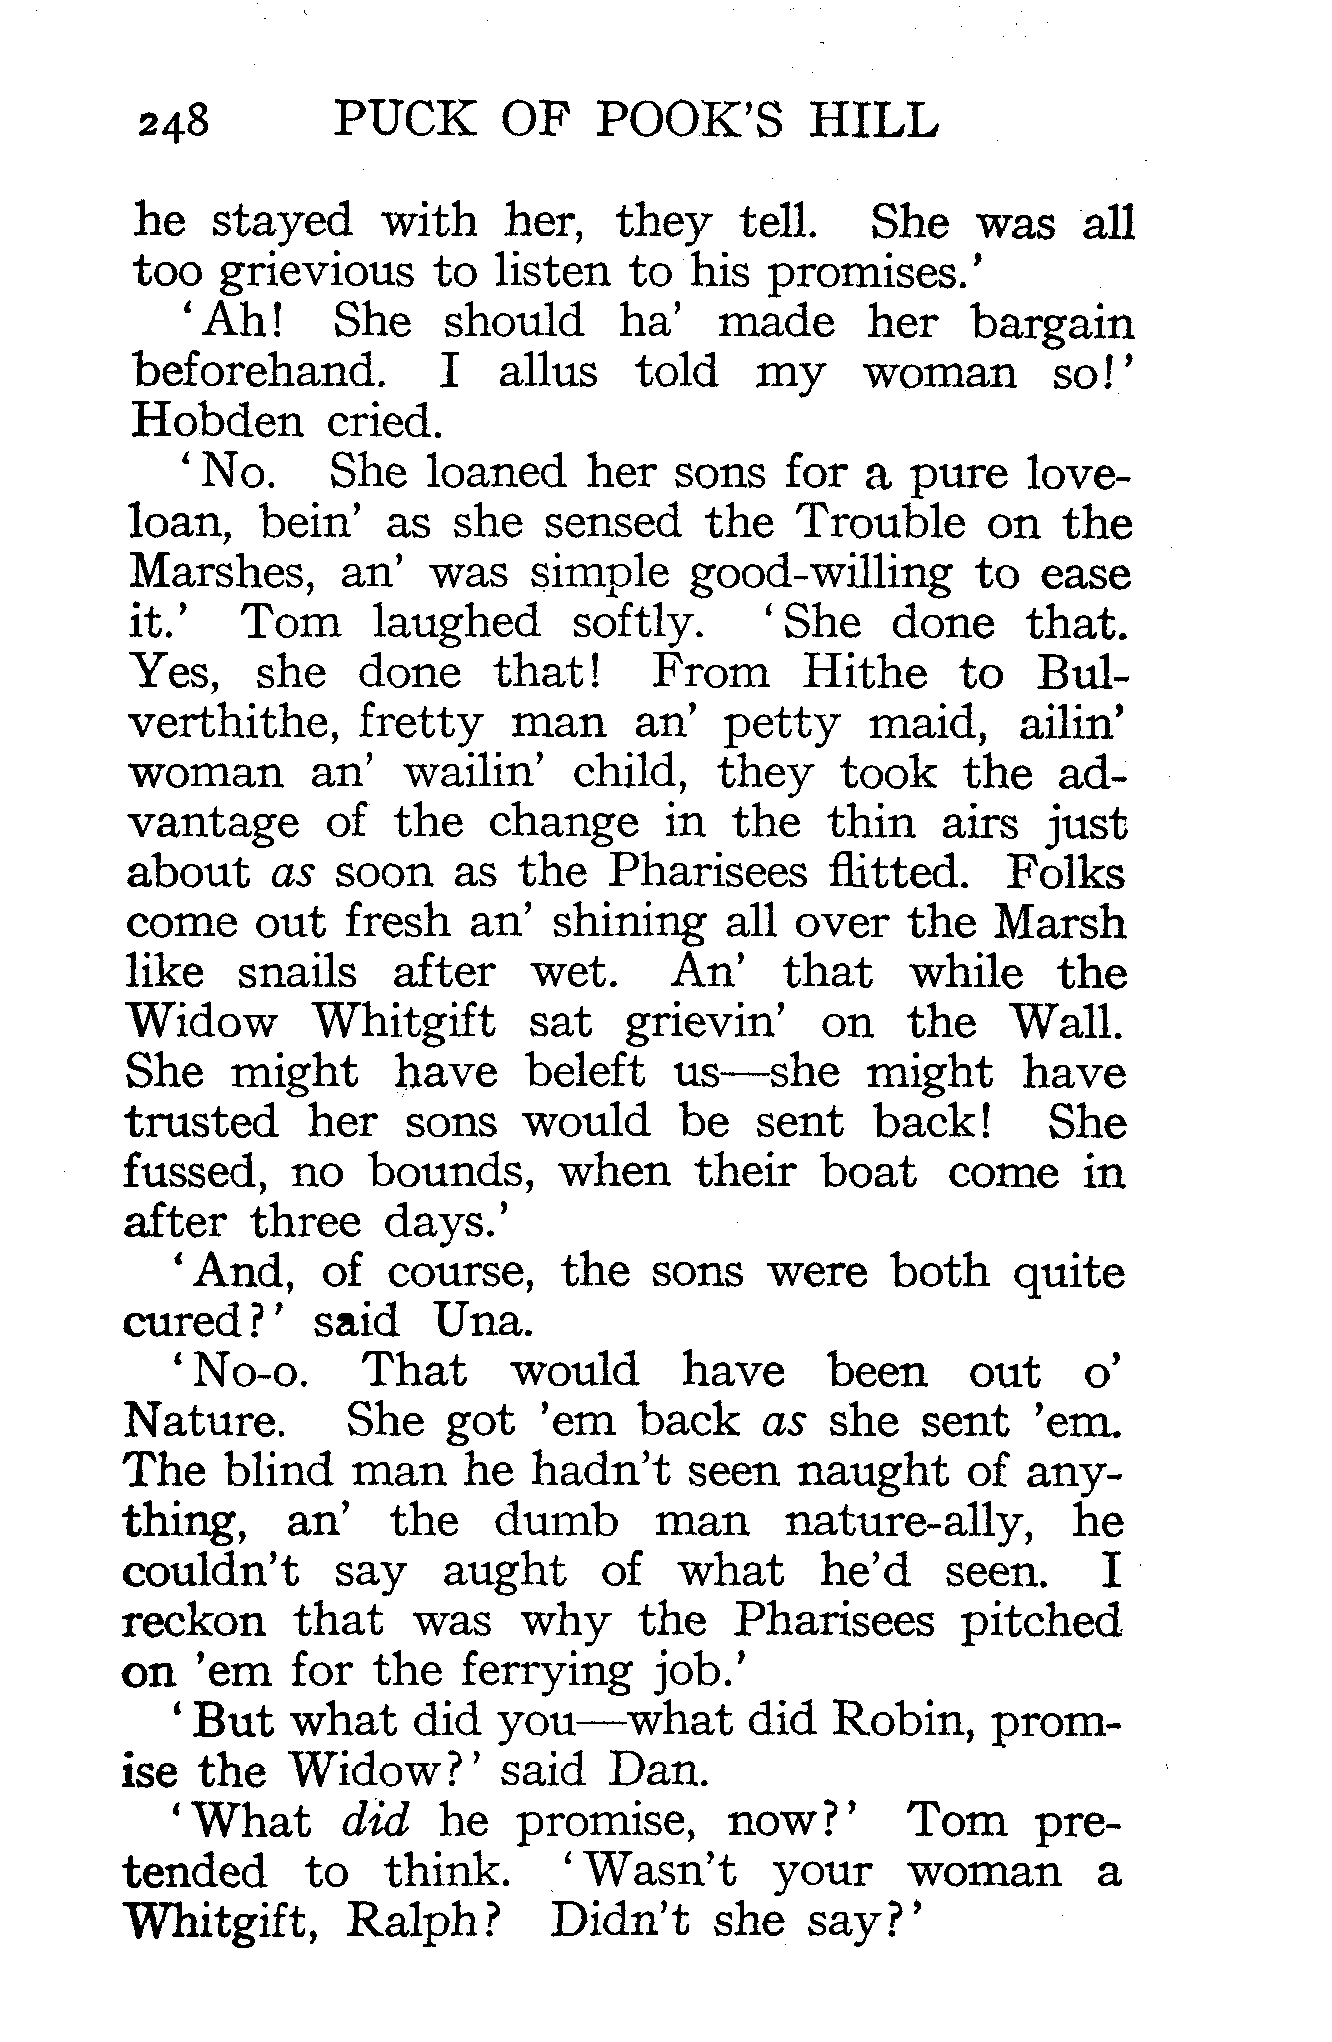 248 PUCK OF POOK'S HILL
he stayed with her, they tell. She was all
too grievious to listen to his promises.'
'Ah! She should ha' made her bargain
beforehand. I allus told my woman so!'
Hobden cried.
'No. She loaned her sons for a pure love-
loan, bein' as she sensed the Trouble on the
Marshes, an' was simple good-willing to ease
it.' Tom laughed softly. 'She done that.
Yes, she done that! From Hithe to Bul-
verthithe, fretty man an' petty maid, ailin'
woman an' wailin' child, they took the ad-
vantage of the change in the thin airs just
about as soon as the Pharisees flitted. Folks
come out fresh an' shining all over the Marsh
like snails after wet. An' that while the
Widow Whitgift sat grievin' on the Wall.
She might have beleft us—she might have
trusted her sons would be sent back! She
fussed, no bounds, when their boat come in
after three days.'
'And, of course, the sons were both quite
cured?' said Una.
'No-o. That would have been out o'
Nature. She got 'em back as she sent 'em.
The blind man he hadn't seen naught of any-
thing, an' the dumb man nature-ally, he
couldn't say aught of what he'd seen. I
reckon that was why the Pharisees pitched
on 'em for the ferrying job.'
'But what did you—what did Robin, prom-
ise the Widow?' said Dan.
'What did he promise, now?' Tom pre-
tended to think. 'Wasn't your woman a
Whitgift, Ralph? Didn't she say?'